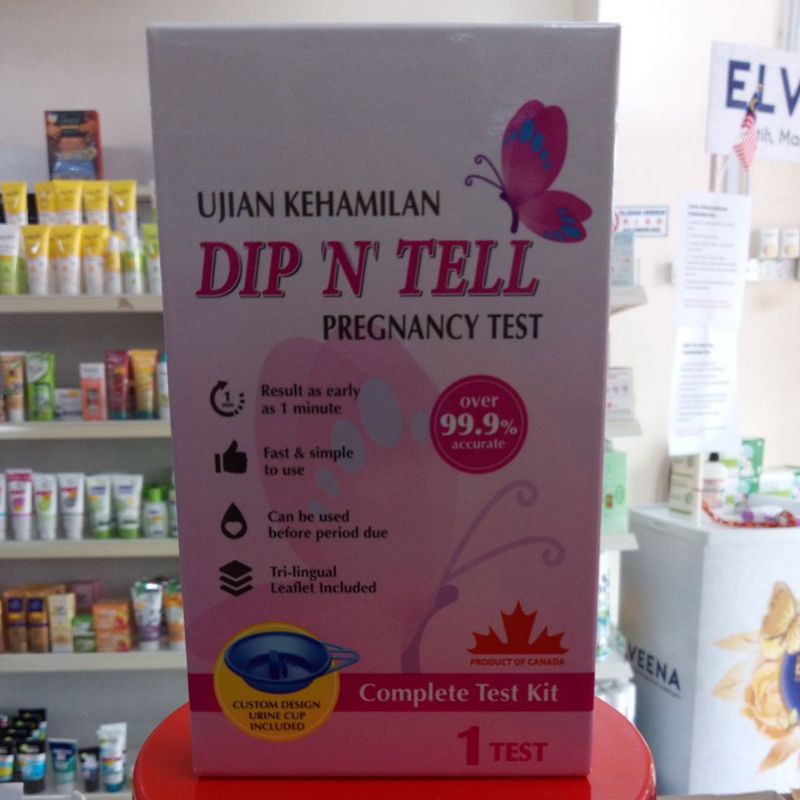 UJIAN KEHAMILAN
DIP 'N' TELL
PREGNANCY TEST
1
min
Result as early
as 1 minute
over
99.9%
accurate
Fast & simple
to use
Can be used
before period due
Tri-lingual
Leaflet Included
PRODUCT OF CANADA
CUSTOM DESIGN
URINE CUP
INCLUDED
Complete Test Kit
1 TEST
ELV
VEENA